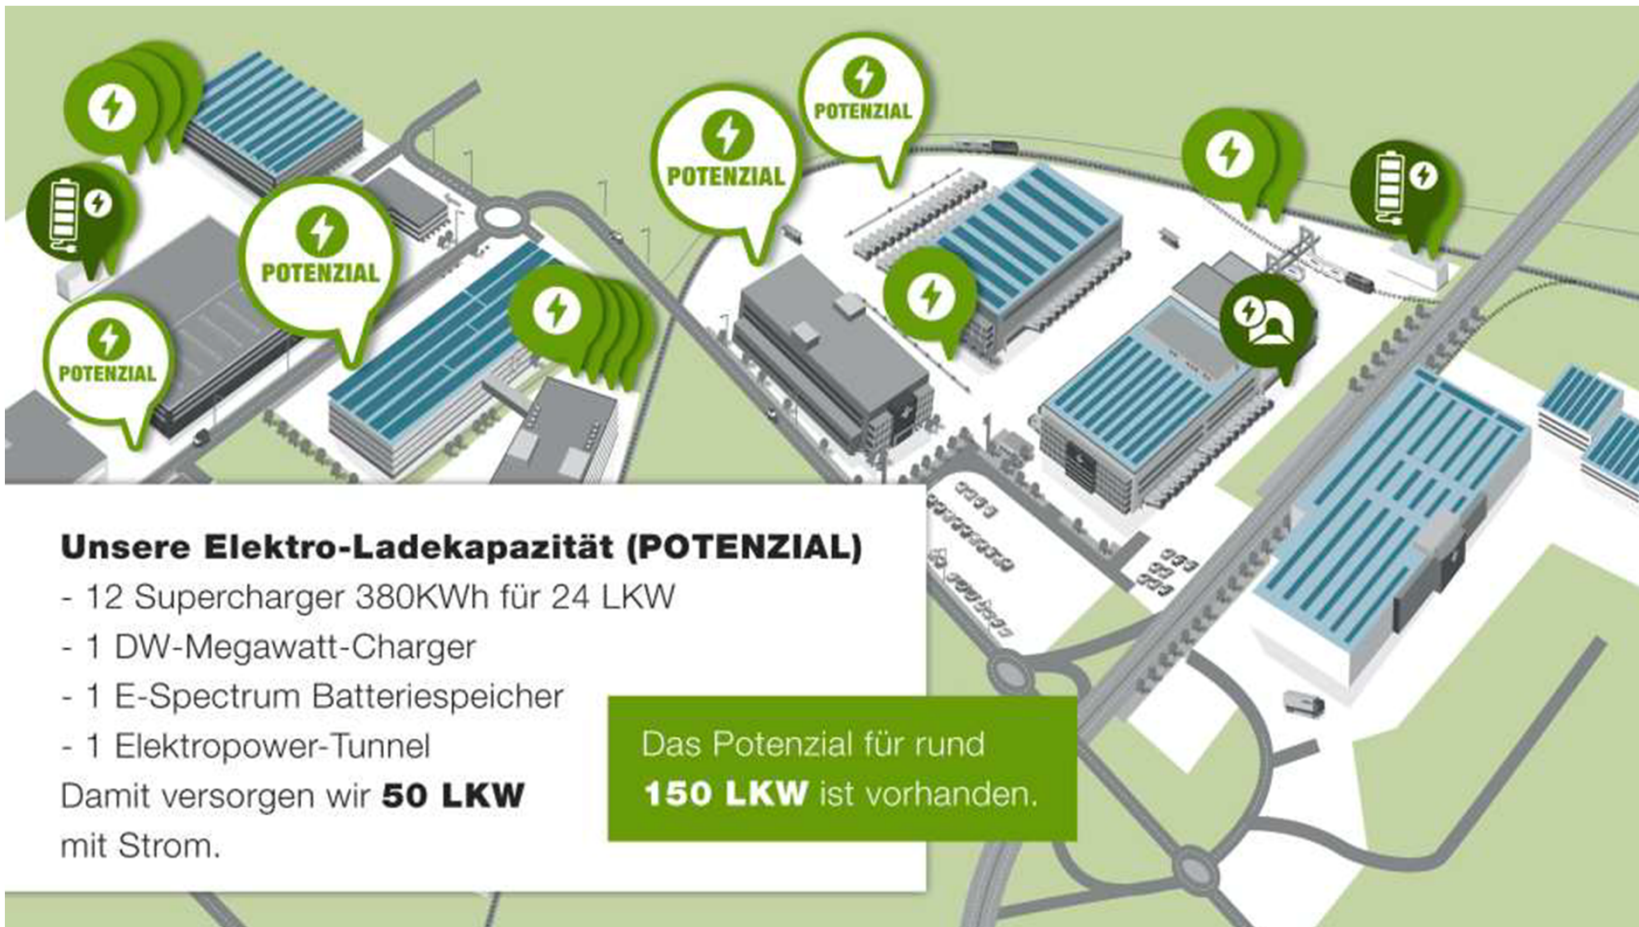 POTENZIAL
POTENZIAL
POTENZIAL
POTENZIAL
Unsere Elektro-Ladekapazität (POTENZIAL)
- 12 Supercharger 380KWh für 24 LKW
- 1 DW-Megawatt-Charger
- 1 E-Spectrum Batteriespeicher
- 1 Elektropower-Tunnel
Damit versorgen wir 50 LKW
mit Strom.
Das Potenzial für rund
150 LKW ist vorhanden.